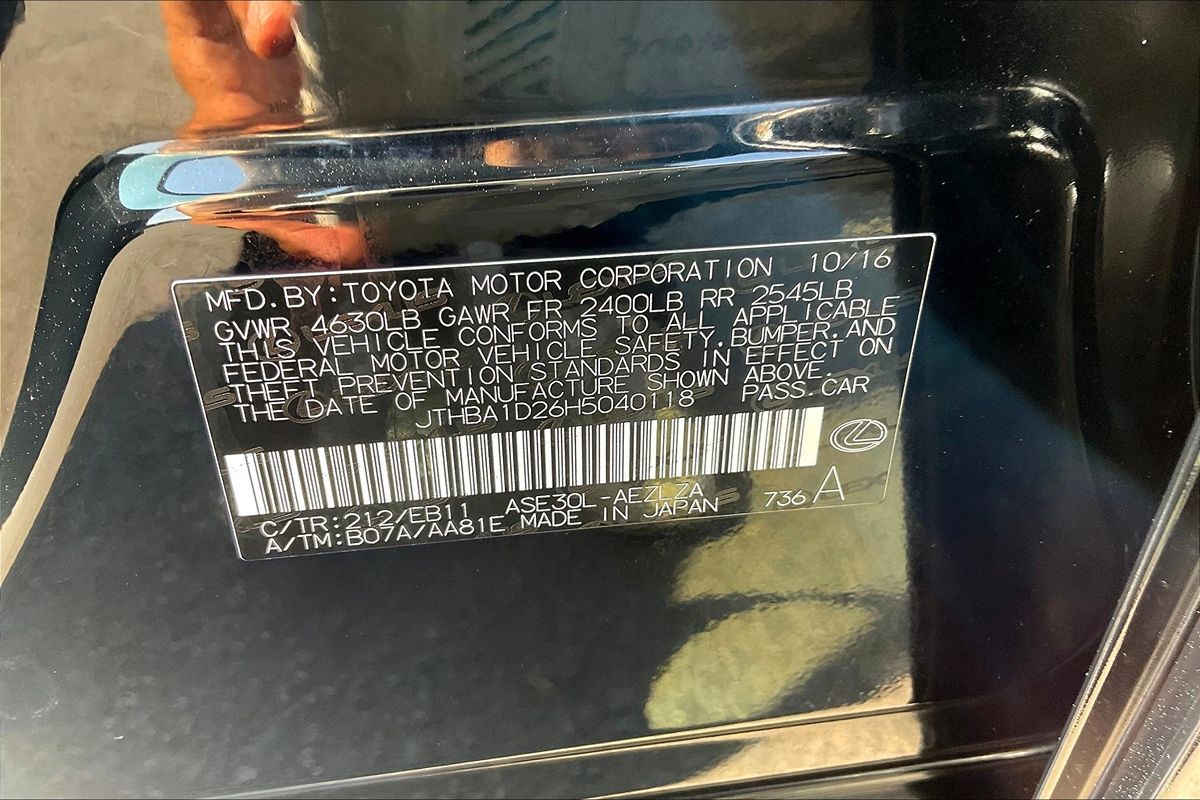 MFD. BY: TOYOTA MOTOR CORPORATION 10/16
GVWR 4630LB GAWR FR 2400LB RR 2545LB
THIS VEHICLE CONFORMS TO ALL APPLICABLE
FEDERAL MOTOR VEHICLE SAFETY, BUMPER, AND
THEFT PREVENTION STANDARDS IN EFFECT ON
THE DATE OF MANUFACTURE SHOWN ABOVE.
JTHBA1D26H5040118 PASS. CAR
C/TR: 212/EB11 ASE30L-AEZLZA
A/TM: B07A/AA81E MADE IN JAPAN 736 A